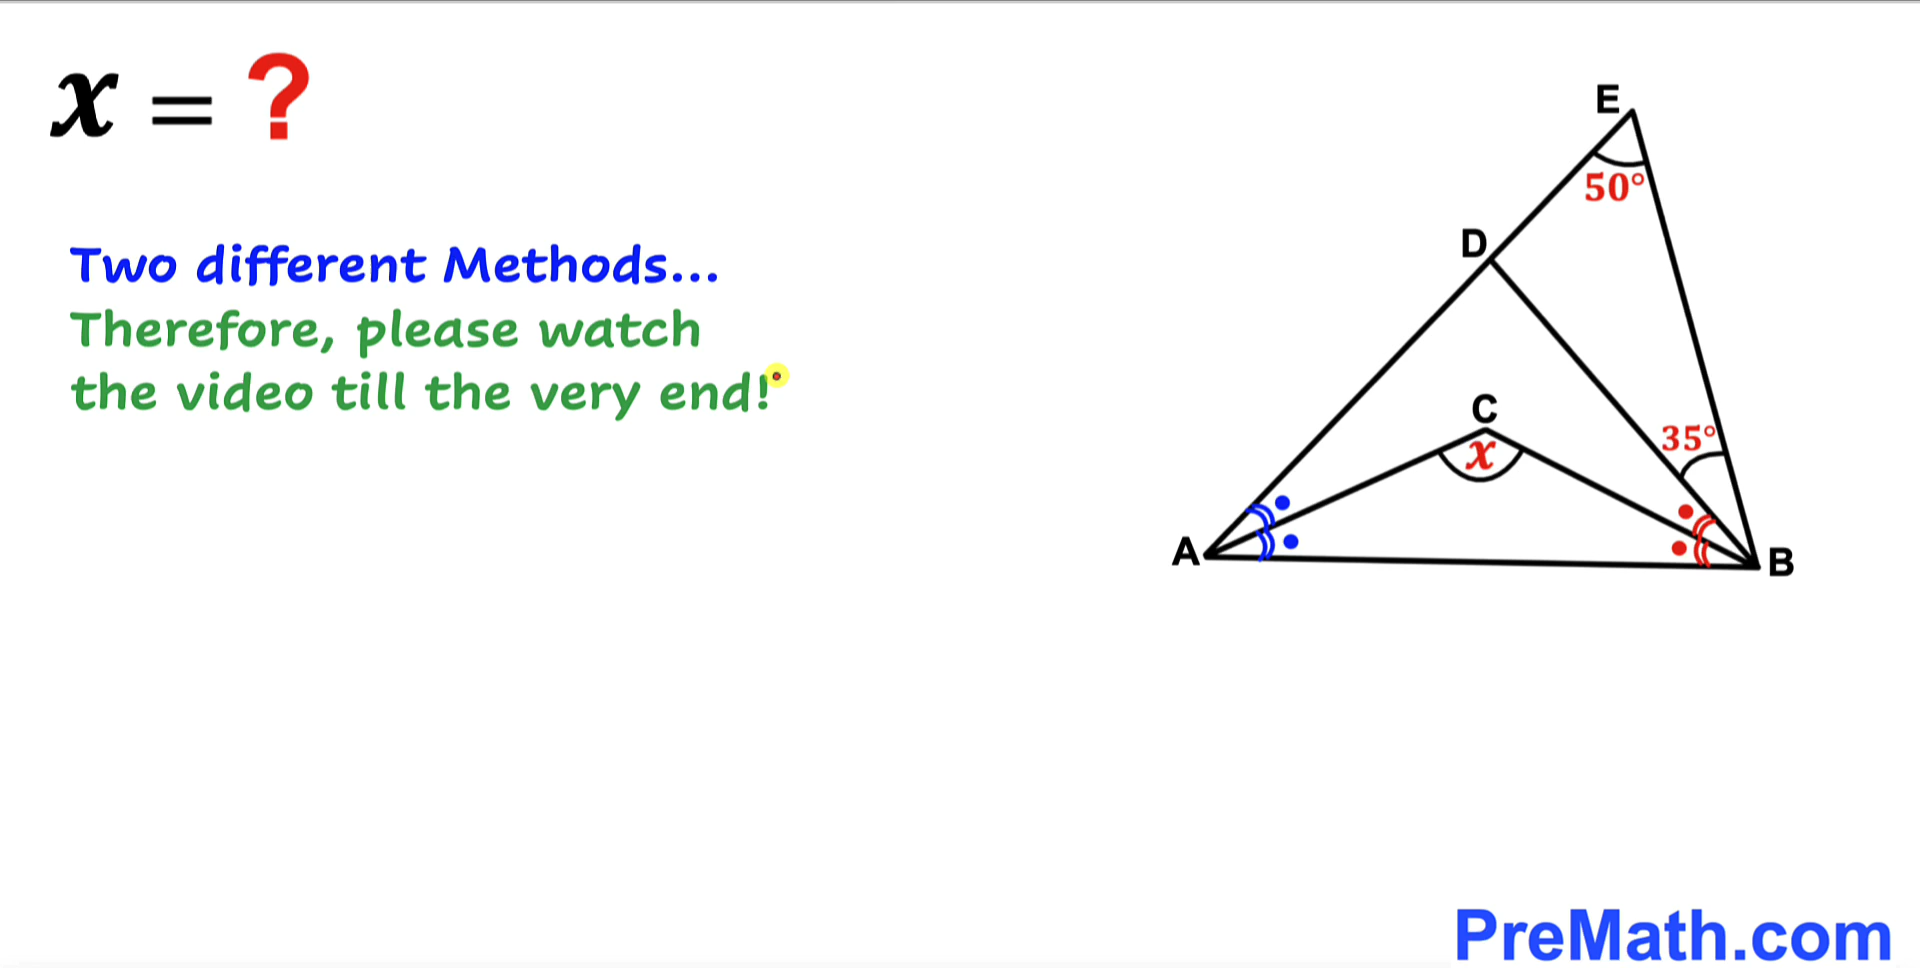 x = ?
Two different Methods...
Therefore, please watch
the video till the very end!
E
50°
D
C
35°
x
A
B
PreMath.com